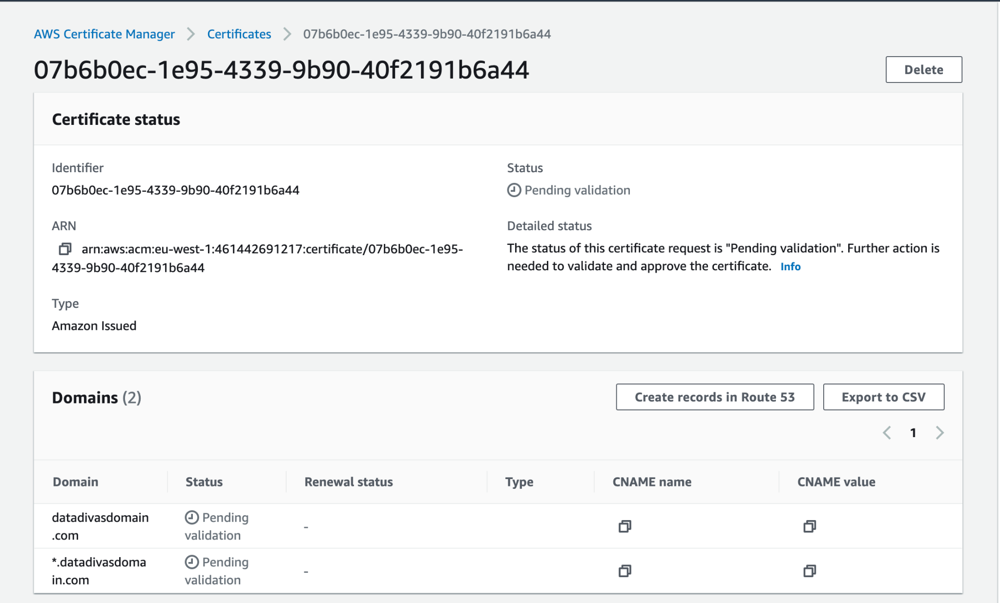 AWS Certificate Manager > Certificates > 07b6b0ec-1e95-4339-9b90-40f2191b6a44
07b6b0ec-1e95-4339-9b90-40f2191b6a44
Delete
Certificate status
Identifier
07b6b0ec-1e95-4339-9b90-40f2191b6a44
ARN
arn:aws:acm:eu-west-1:461442691217:certificate/07b6b0ec-1e95-
4339-9b90-40f2191b6a44
Type
Amazon Issued
Status
Pending validation
Detailed status
The status of this certificate request is "Pending validation". Further action is
needed to validate and approve the certificate. Info
Domains (2)
Create records in Route 53
Export to CSV
1
Domain Status Renewal status Type CNAME name CNAME value
datadivasdomain
.com
Pending
validation
-
*.datadivasdoma
in.com
Pending
validation
-